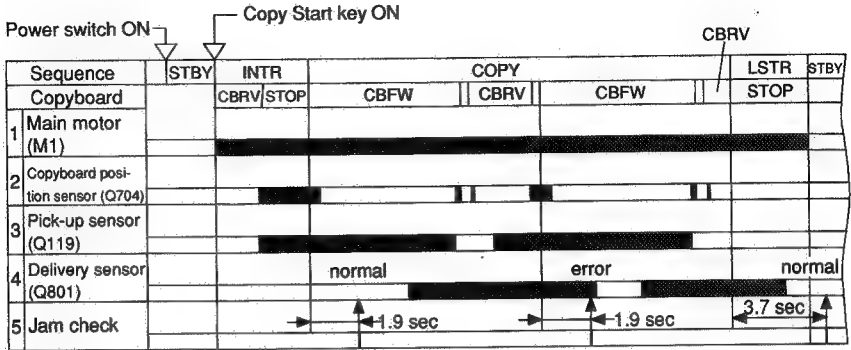 Power switch ON
Copy Start key ON
CBRV
Sequence STBY INTR COPY LSTR STBY
Copyboard CBRV STOP CBFW CBRV CBFW STOP
1 Main motor
(M1)
2 Copyboard posi-
tion sensor (Q704)
3 Pick-up sensor
(Q119)
4 Delivery sensor
(Q801)
normal error normal
5 Jam check
1.9 sec 1.9 sec 3.7 sec